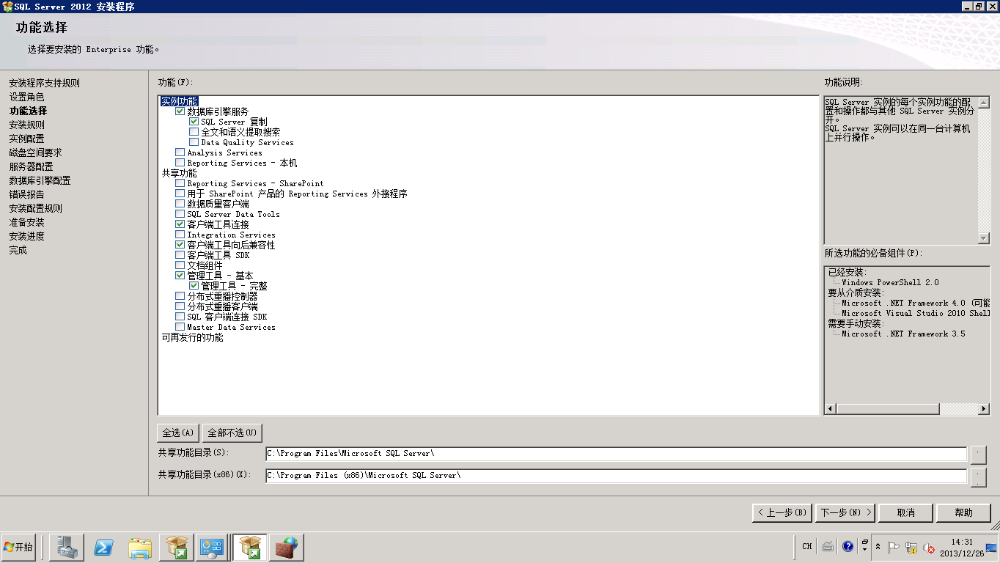 SQL Server 2012 安装程序
功能选择
选择要安装的 Enterprise 功能。
安装程序支持规则
设置角色
功能选择
安装规则
实例配置
磁盘空间要求
服务器配置
数据库引擎配置
错误报告
安装配置规则
准备安装
安装进度
完成
功能(F):
实例功能
数据库引擎服务
SQL Server 复制
全文和语义提取搜索
Data Quality Services
Analysis Services
Reporting Services - 本机
共享功能
Reporting Services - SharePoint
用于 SharePoint 产品的 Reporting Services 外接程序
数据质量客户端
SQL Server Data Tools
客户端工具连接
Integration Services
客户端工具向后兼容性
客户端工具 SDK
文档组件
管理工具 - 基本
管理工具 - 完整
分布式重播控制器
分布式重播客户端
SQL 客户端连接 SDK
Master Data Services
可再发行的功能
功能说明:
SQL Server 实例的每个实例功能的配
置和操作都与其他 SQL Server 实例分
开。
SQL Server 实例可以在同一台计算机
上并行操作。
所选功能的必备组件(P):
已经安装:
Windows PowerShell 2.0
要从介质安装:
Microsoft .NET Framework 4.0 (可能
Microsoft Visual Studio 2010 Shell
需要手动安装:
Microsoft .NET Framework 3.5
全选(A) 全部不选(U)
共享功能目录(S): C:\Program Files\Microsoft SQL Server\
共享功能目录(x86)(X): C:\Program Files (x86)\Microsoft SQL Server\
< 上一步(B) 下一步(N) > 取消 帮助
开始 CH 14:31
2013/12/26